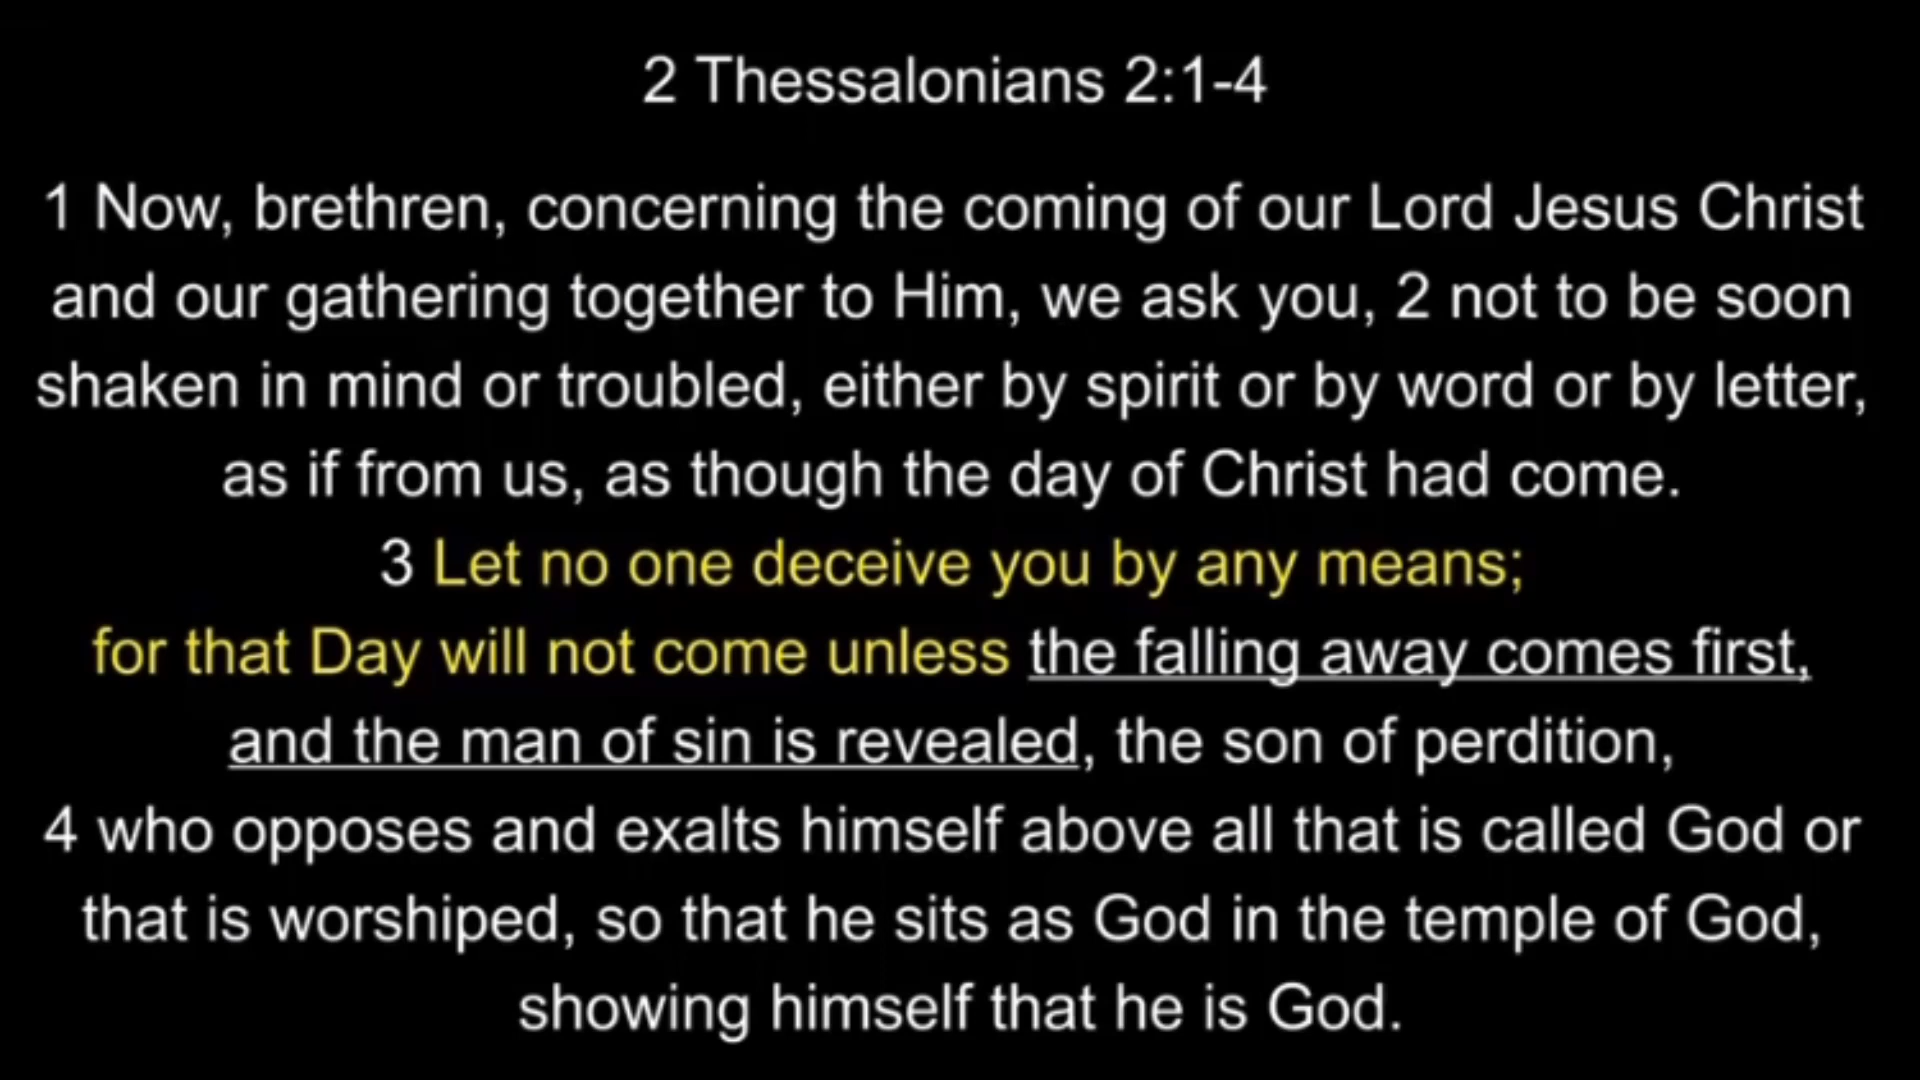 2 Thessalonians 2:1-4
1 Now, brethren, concerning the coming of our Lord Jesus Christ
and our gathering together to Him, we ask you, 2 not to be soon
shaken in mind or troubled, either by spirit or by word or by letter,
as if from us, as though the day of Christ had come.
3 Let no one deceive you by any means;
for that Day will not come unless the falling away comes first,
and the man of sin is revealed, the son of perdition,
4 who opposes and exalts himself above all that is called God or
that is worshiped, so that he sits as God in the temple of God,
showing himself that he is God.